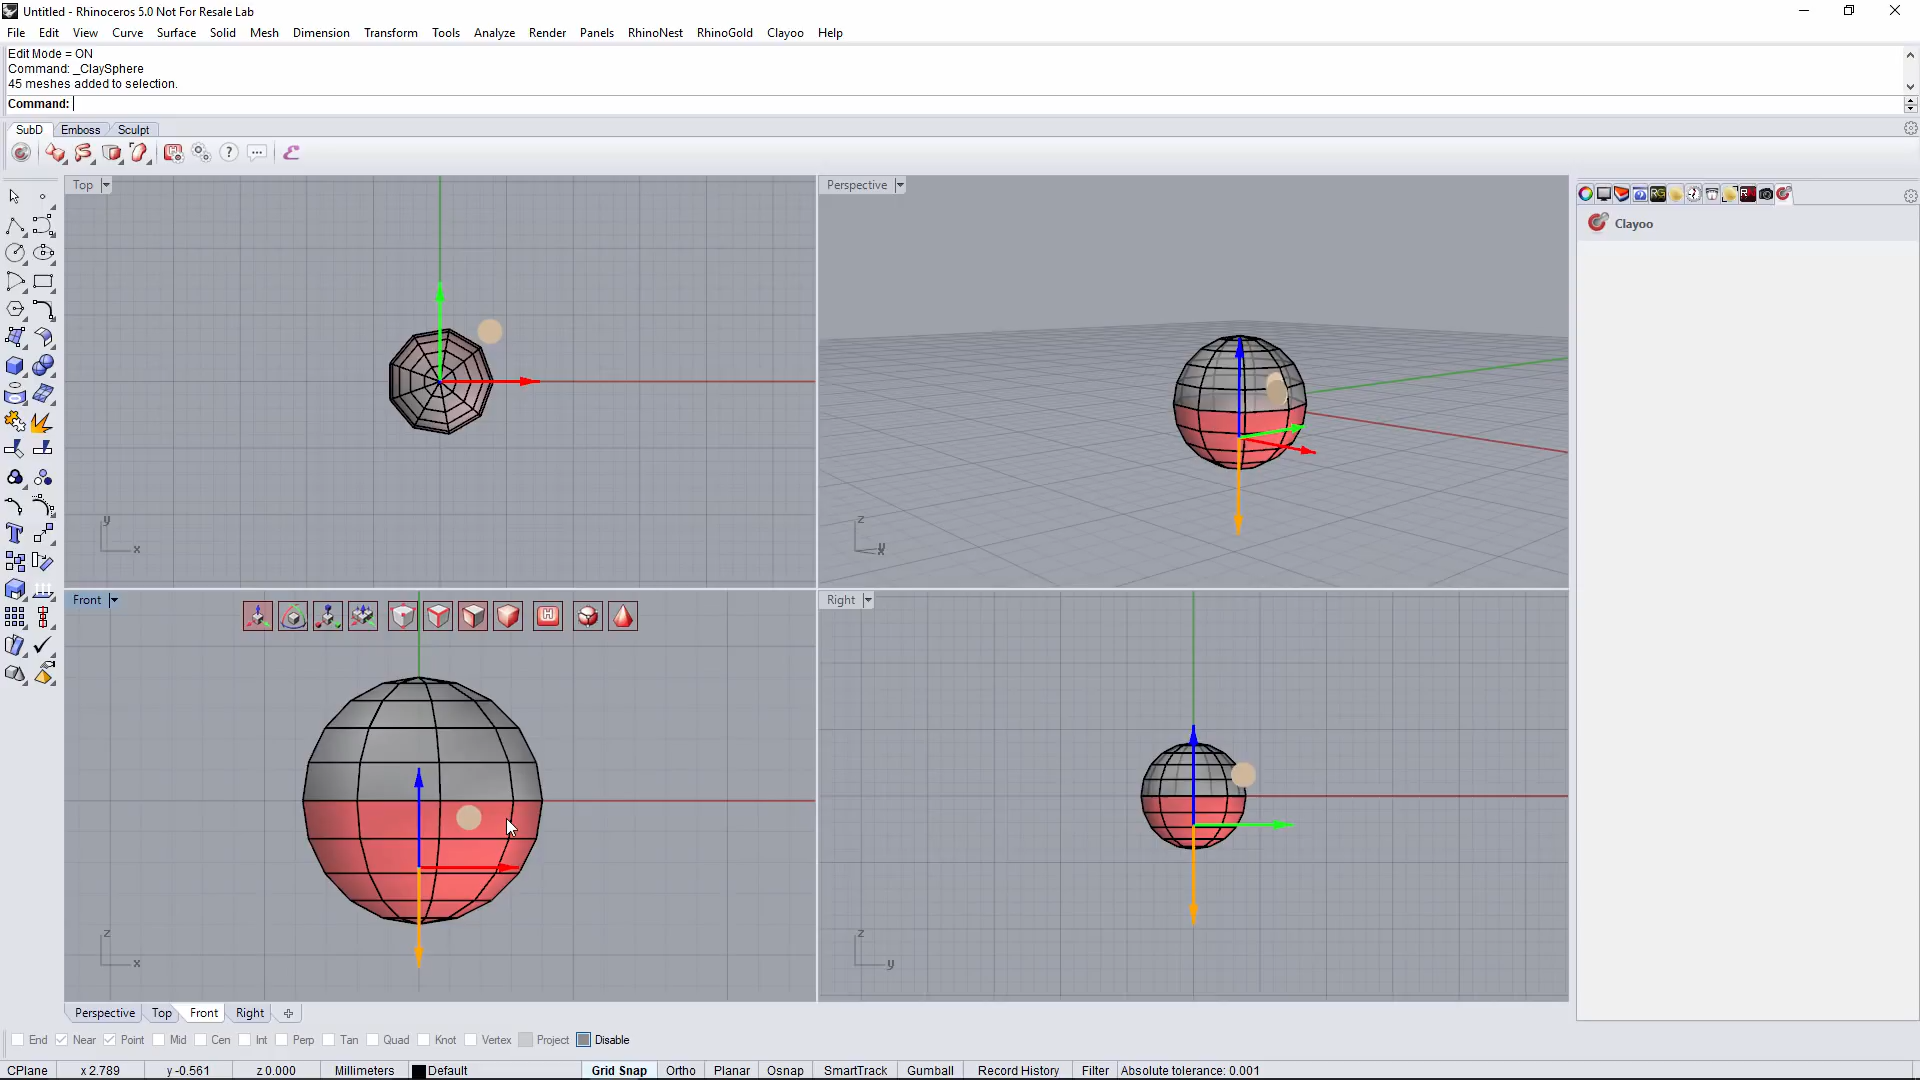 Untitled - Rhinoceros 5.0 Not For Resale Lab
File Edit View Curve Surface Solid Mesh Dimension Transform Tools Analyze Render Panels RhinoNest RhinoGold Clayoo Help
Edit Mode = ON
Command: _ClaySphere
45 meshes added to selection.
Command:
SubD Emboss Sculpt
Top
Perspective
Clayoo
y
x
z
y
Front
Right
z
x
z
y
Perspective Top Front Right
End Near Point Mid Cen Int Perp Tan Quad Knot Vertex Project Disable
CPlane x 2.789 y -0.561 z 0.000 Millimeters Default Grid Snap Ortho Planar Osnap SmartTrack Gumball Record History Filter Absolute tolerance: 0.001